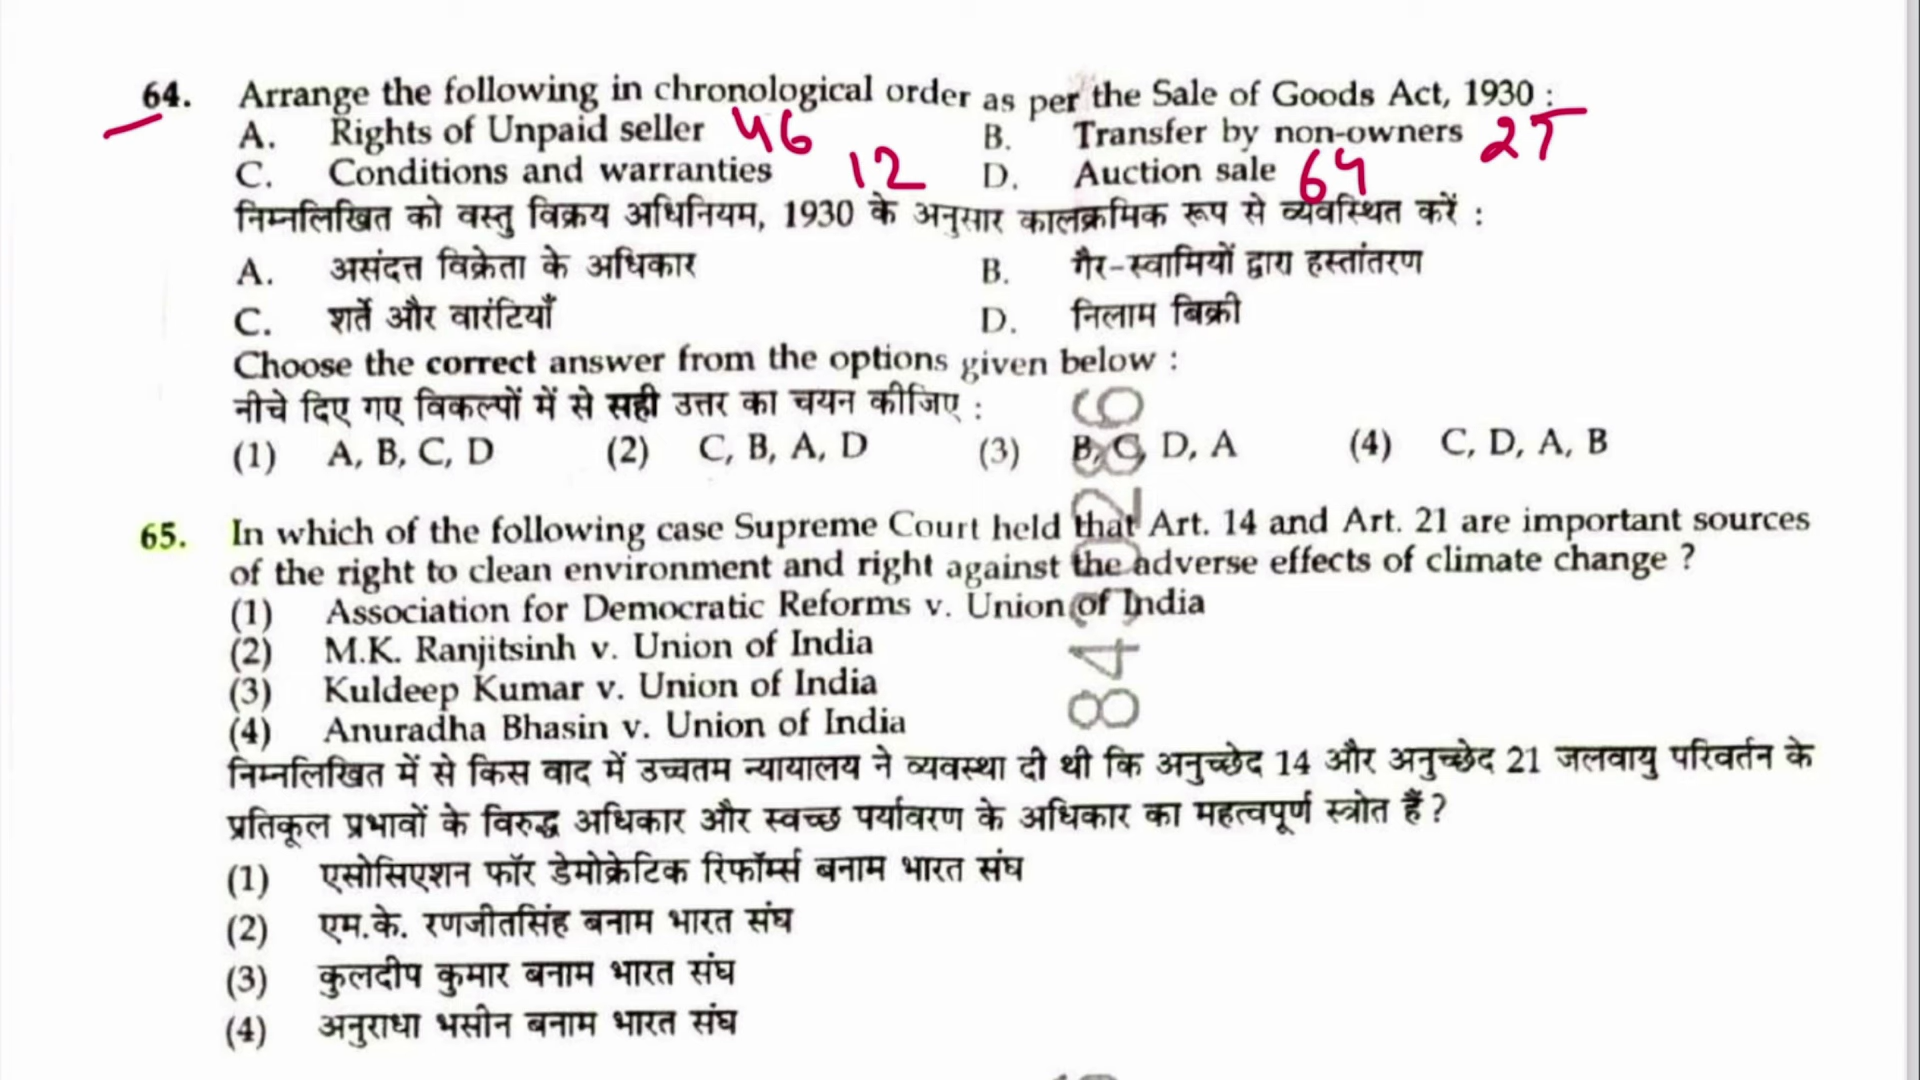 64. Arrange the following in chronological order as per the Sale of Goods Act, 1930 :
A. Rights of Unpaid seller 46 B. Transfer by non-owners 27
C. Conditions and warranties 12 D. Auction sale 64
निम्नलिखित को वस्तु विक्रय अधिनियम, 1930 के अनुसार कालक्रमिक रूप से व्यवस्थित करें :
A. असंदत्त विक्रेता के अधिकार B. गैर-स्वामियों द्वारा हस्तांतरण
C. शर्ते और वारंटियाँ D. निलाम बिक्री
Choose the correct answer from the options given below :
नीचे दिए गए विकल्पों में से सही उत्तर का चयन कीजिए :
(1) A, B, C, D (2) C, B, A, D (3) B, C, D, A (4) C, D, A, B
65. In which of the following case Supreme Court held that Art. 14 and Art. 21 are important sources
of the right to clean environment and right against the adverse effects of climate change ?
(1) Association for Democratic Reforms v. Union of India
(2) M.K. Ranjitsinh v. Union of India
(3) Kuldeep Kumar v. Union of India
(4) Anuradha Bhasin v. Union of India
निम्नलिखित में से किस वाद में उच्चतम न्यायालय ने व्यवस्था दी थी कि अनुच्छेद 14 और अनुच्छेद 21 जलवायु परिवर्तन के
प्रतिकूल प्रभावों के विरुद्ध अधिकार और स्वच्छ पर्यावरण के अधिकार का महत्वपूर्ण स्त्रोत हैं ?
(1) एसोसिएशन फॉर डेमोक्रेटिक रिफॉर्म्स बनाम भारत संघ
(2) एम.के. रणजीतसिंह बनाम भारत संघ
(3) कुलदीप कुमार बनाम भारत संघ
(4) अनुराधा भसीन बनाम भारत संघ